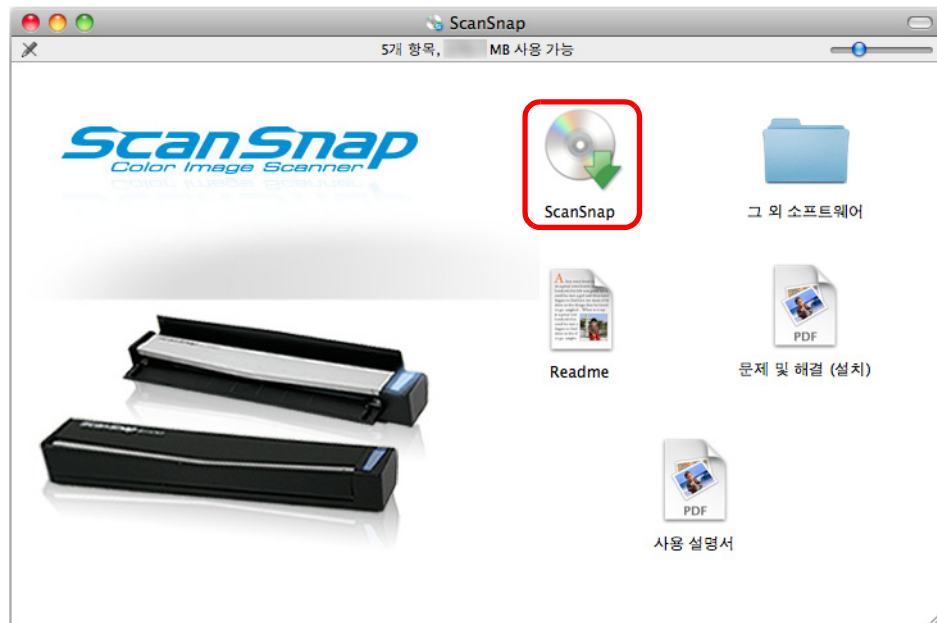 ScanSnap
5개 항목, MB 사용 가능
ScanSnap
Color Image Scanner
ScanSnap
그 외 소프트웨어
Readme
PDF
문제 및 해결 (설치)
PDF
사용 설명서
ScanSnap